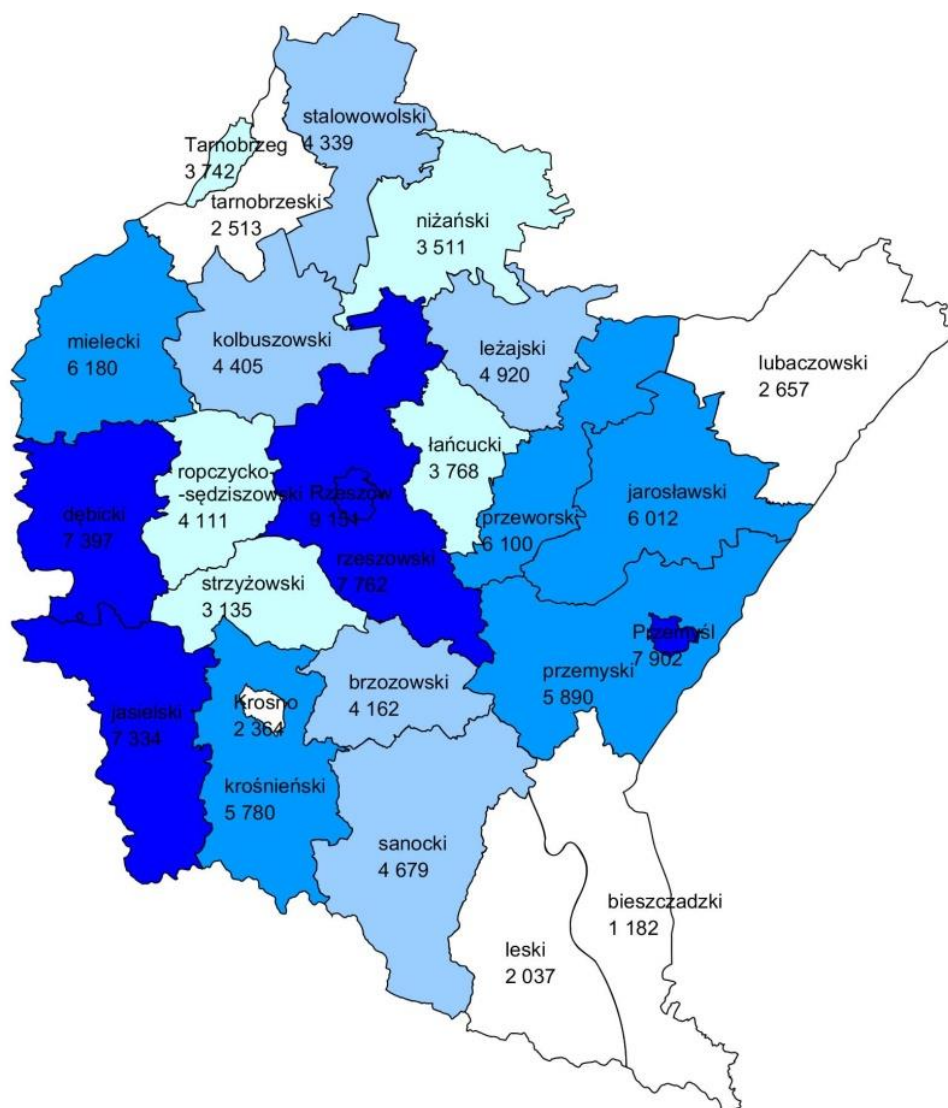 stalowowolski
4 339
Tarnobrzeg
3 742
tarnobrzeski
2 513
niżański
3 511
mielecki
6 180
kolbuszowski
4 405
leżajski
4 920
lubaczowski
2 657
ropczycko-
-sędziszowski
4 111
Rzeszów
9 151
łańcucki
3 768
dębicki
7 397
przeworski
6 100
jarosławski
6 012
rzeszowski
7 762
strzyżowski
3 135
Przemyśl
7 902
przemyski
5 890
brzozowski
4 162
Krosno
2 364
jasielski
7 334
krośnieński
5 780
sanocki
4 679
bieszczadzki
1 182
leski
2 037